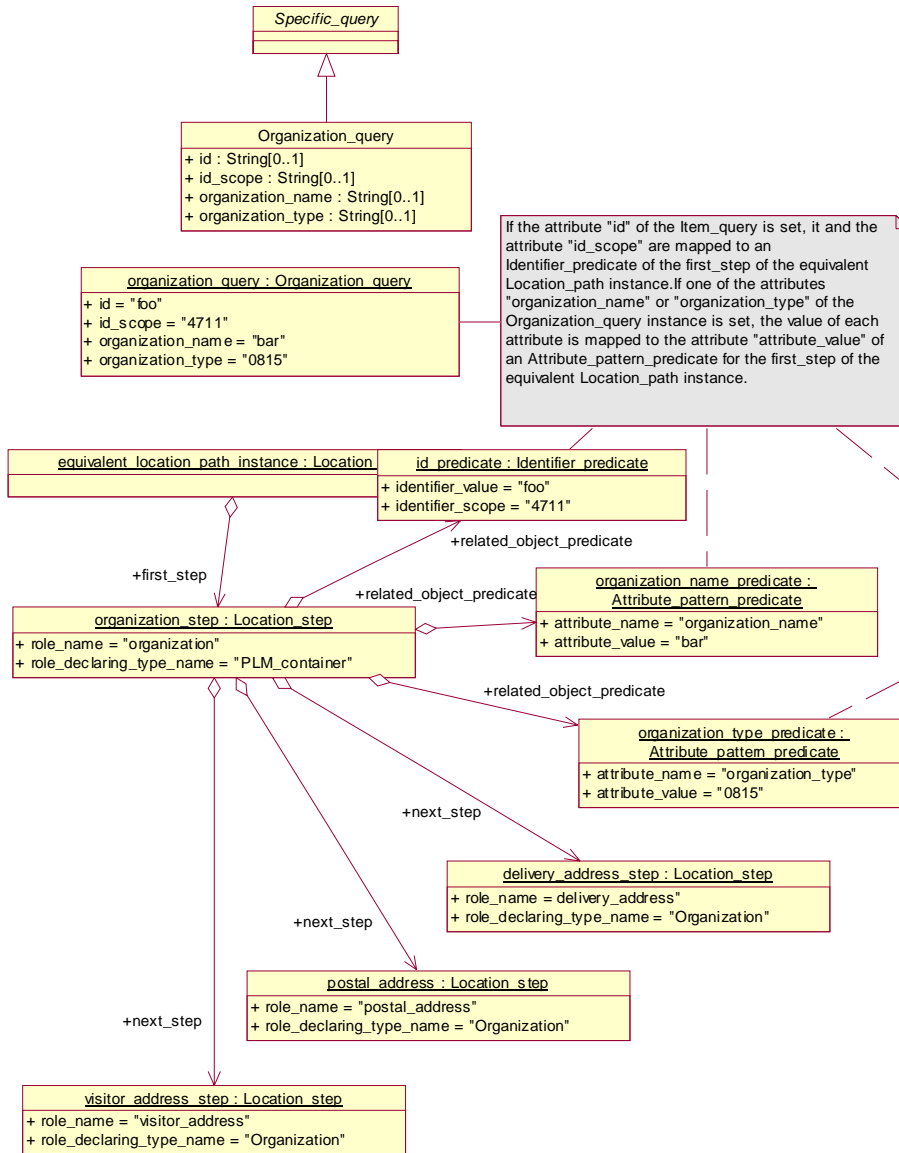 Specific_query
Organization_query
+ id : String[0..1]
+ id_scope : String[0..1]
+ organization_name : String[0..1]
+ organization_type : String[0..1]
If the attribute "id" of the Item_query is set, it and the
attribute "id_scope" are mapped to an
Identifier_predicate of the first_step of the equivalent
Location_path instance.If one of the attributes
"organization_name" or "organization_type" of the
Organization_query instance is set, the value of each
attribute is mapped to the attribute "attribute_value" of
an Attribute_pattern_predicate for the first_step of the
equivalent Location_path instance.
organization_query : Organization_query
+ id = "foo"
+ id_scope = "4711"
+ organization_name = "bar"
+ organization_type = "0815"
equivalent_location_path_instance : Location
id_predicate : Identifier_predicate
+ identifier_value = "foo"
+ identifier_scope = "4711"
+related_object_predicate
+first_step
+related_object_predicate
organization_name_predicate :
Attribute_pattern_predicate
+ attribute_name = "organization_name"
+ attribute_value = "bar"
organization_step : Location_step
+ role_name = "organization"
+ role_declaring_type_name = "PLM_container"
+related_object_predicate
organization_type_predicate :
Attribute_pattern_predicate
+ attribute_name = "organization_type"
+ attribute_value = "0815"
+next_step
delivery_address_step : Location_step
+ role_name = delivery_address"
+ role_declaring_type_name = "Organization"
+next_step
postal_address : Location_step
+ role_name = "postal_address"
+ role_declaring_type_name = "Organization"
+next_step
visitor_address_step : Location_step
+ role_name = "visitor_address"
+ role_declaring_type_name = "Organization"